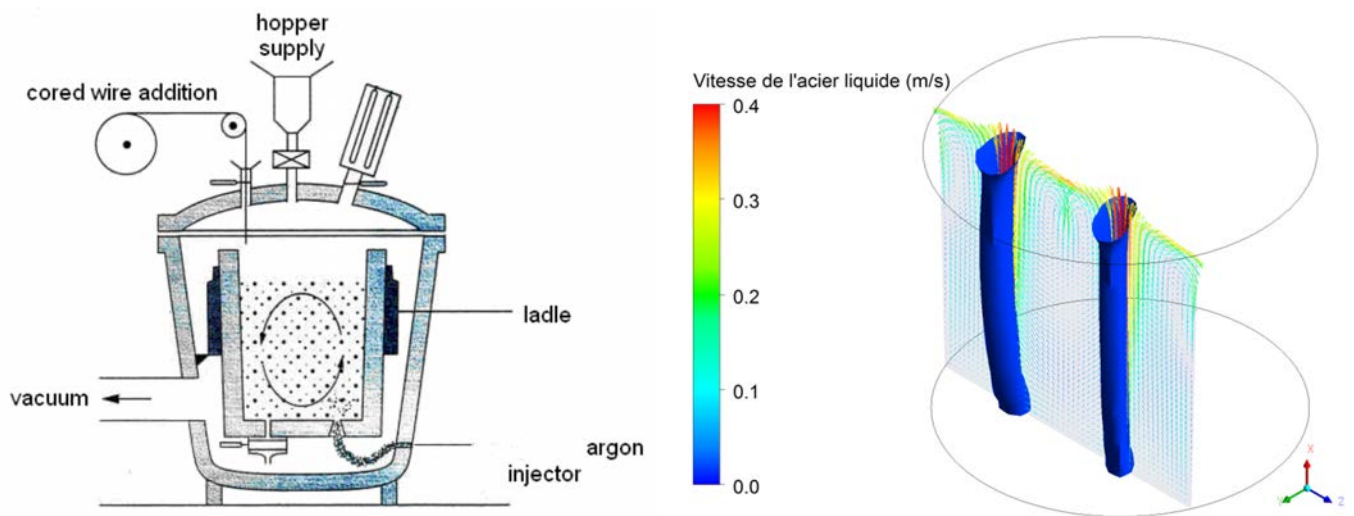 hopper
supply
cored wire addition
ladle
vacuum
argon
injector
Vitesse de l'acier liquide (m/s)
0.4
0.3
0.2
0.1
0.0
X
Y
Z